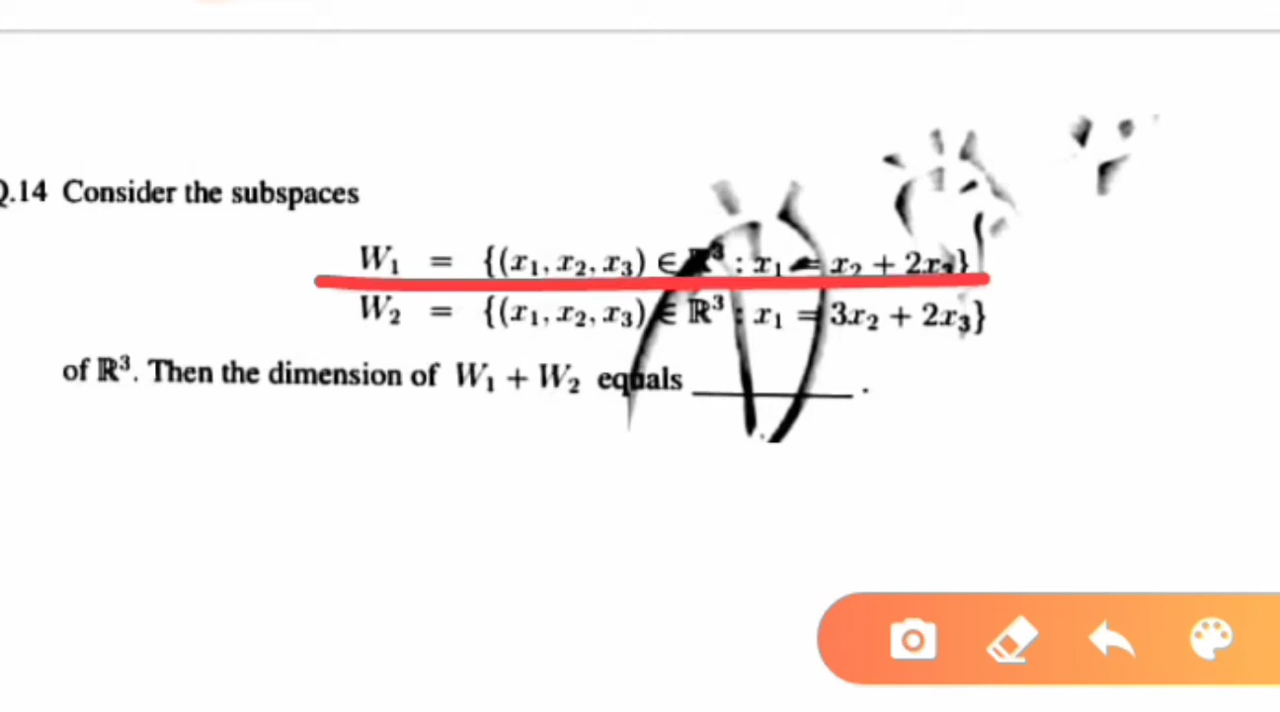 Q.14 Consider the subspaces
W₁ = {(x₁, x₂, x₃) ∈ ℝ³ : x₁ = x₂ + 2x₃}
W₂ = {(x₁, x₂, x₃) ∈ ℝ³ : x₁ = 3x₂ + 2x₃}
of ℝ³. Then the dimension of W₁ + W₂ equals ________ .